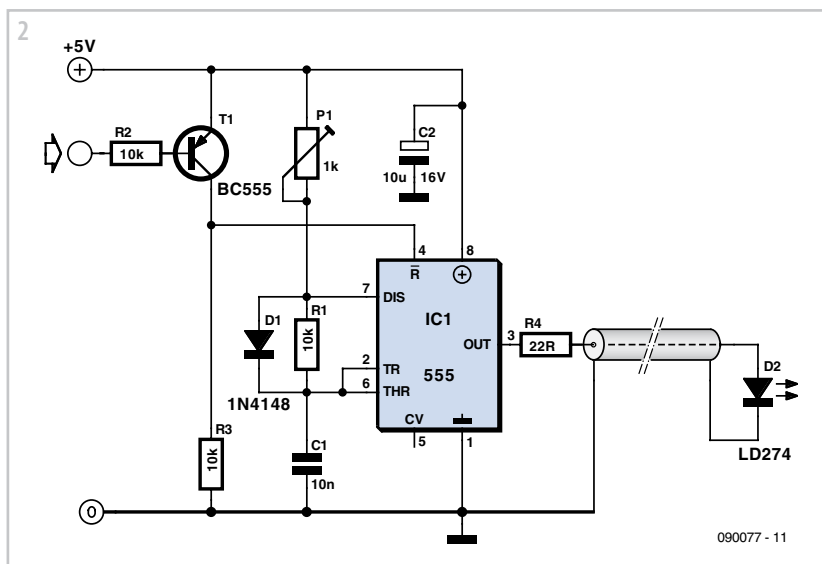 2
+5V
T1
R2
10k
BC555
P1
1k
C2
10u 16V
4
8
R
7
DIS
IC1
OUT
3
R4
22R
D1
R1
10k
2
TR
6
THR
555
1N4148
CV
5
1
D2
LD274
R3
10k
C1
10n
0
090077 - 11